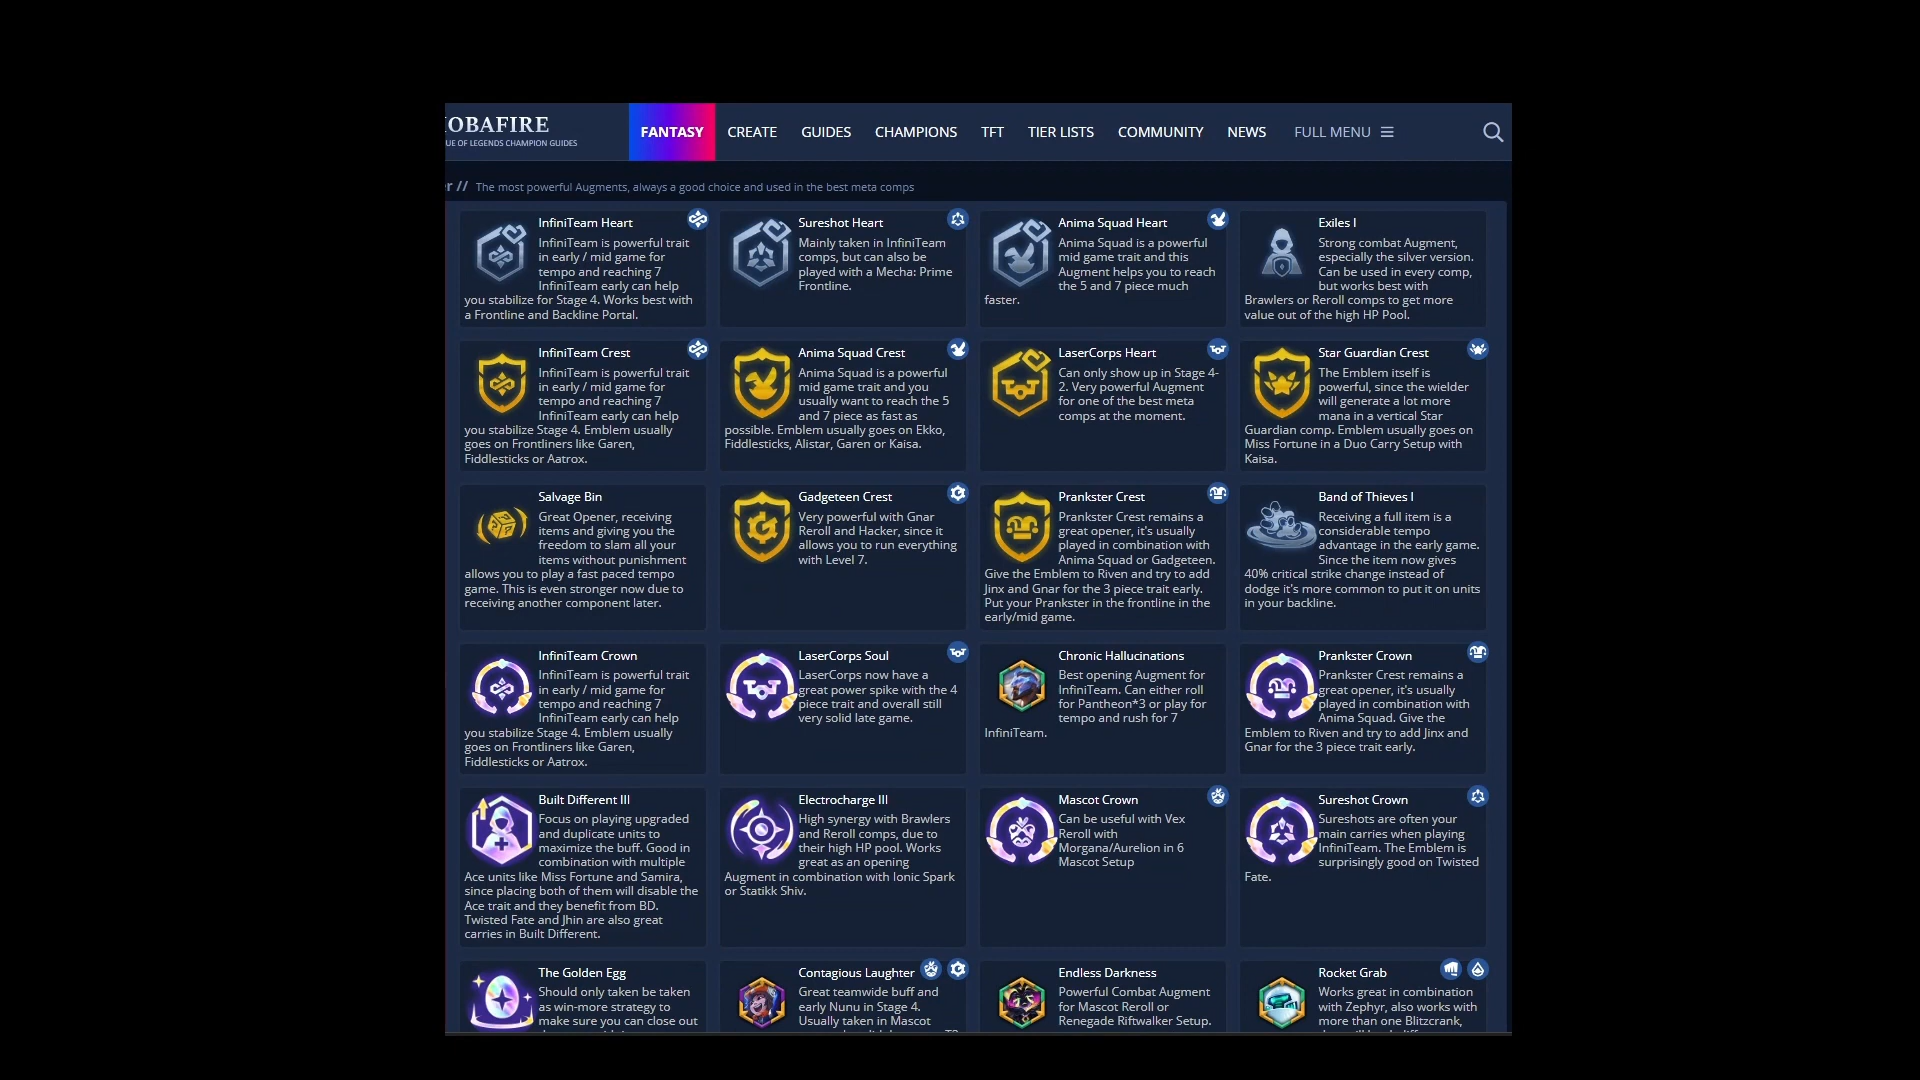 OBAFIRE
UE OF LEGENDS CHAMPION GUIDES
FANTASY CREATE GUIDES CHAMPIONS TFT TIER LISTS COMMUNITY NEWS FULL MENU
r // The most powerful Augments, always a good choice and used in the best meta comps
InfiniTeam Heart
InfiniTeam is powerful trait
in early / mid game for
tempo and reaching 7
InfiniTeam early can help
you stabilize for Stage 4. Works best with
a Frontline and Backline Portal.
Sureshot Heart
Mainly taken in InfiniTeam
comps, but can also be
played with a Mecha: Prime
Frontline.
Anima Squad Heart
Anima Squad is a powerful
mid game trait and this
Augment helps you to reach
the 5 and 7 piece much
faster.
Exiles I
Strong combat Augment,
especially the silver version.
Can be used in every comp,
but works best with
Brawlers or Reroll comps to get more
value out of the high HP Pool.
InfiniTeam Crest
InfiniTeam is powerful trait
in early / mid game for
tempo and reaching 7
InfiniTeam early can help
you stabilize Stage 4. Emblem usually
goes on Frontliners like Garen,
Fiddlesticks or Aatrox.
Anima Squad Crest
Anima Squad is a powerful
mid game trait and you
usually want to reach the 5
and 7 piece as fast as
possible. Emblem usually goes on Ekko,
Fiddlesticks, Alistar, Garen or Kaisa.
LaserCorps Heart
Can only show up in Stage 4-
2. Very powerful Augment
for one of the best meta
comps at the moment.
Star Guardian Crest
The Emblem itself is
powerful, since the wielder
will generate a lot more
mana in a vertical Star
Guardian comp. Emblem usually goes on
Miss Fortune in a Duo Carry Setup with
Kaisa.
Salvage Bin
Great Opener, receiving
items and giving you the
freedom to slam all your
items without punishment
allows you to play a fast paced tempo
game. This is even stronger now due to
receiving another component later.
Gadgeteen Crest
Very powerful with Gnar
Reroll and Hacker, since it
allows you to run everything
with Level 7.
Prankster Crest
Prankster Crest remains a
great opener, it's usually
played in combination with
Anima Squad or Gadgeteen.
Give the Emblem to Riven and try to add
Jinx and Gnar for the 3 piece trait early.
Put your Prankster in the frontline in the
early/mid game.
Band of Thieves I
Receiving a full item is a
considerable tempo
advantage in the early game.
Since the item now gives
40% critical strike change instead of
dodge it's more common to put it on units
in your backline.
InfiniTeam Crown
InfiniTeam is powerful trait
in early / mid game for
tempo and reaching 7
InfiniTeam early can help
you stabilize Stage 4. Emblem usually
goes on Frontliners like Garen,
Fiddlesticks or Aatrox.
LaserCorps Soul
LaserCorps now have a
great power spike with the 4
piece trait and overall still
very solid late game.
Chronic Hallucinations
Best opening Augment for
InfiniTeam. Can either roll
for Pantheon*3 or play for
tempo and rush for 7
InfiniTeam.
Prankster Crown
Prankster Crest remains a
great opener, it's usually
played in combination with
Anima Squad. Give the
Emblem to Riven and try to add Jinx and
Gnar for the 3 piece trait early.
Built Different III
Focus on playing upgraded
and duplicate units to
maximize the buff. Good in
combination with multiple
Ace units like Miss Fortune and Samira,
since placing both of them will disable the
Ace trait and they benefit from BD.
Twisted Fate and Jhin are also great
carries in Built Different.
Electrocharge III
High synergy with Brawlers
and Reroll comps, due to
their high HP pool. Works
great as an opening
Augment in combination with Ionic Spark
or Statikk Shiv.
Mascot Crown
Can be useful with Vex
Reroll with
Morgana/Aurelion in 6
Mascot Setup
Sureshot Crown
Sureshots are often your
main carries when playing
InfiniTeam. The Emblem is
surprisingly good on Twisted
Fate.
The Golden Egg
Should only taken be taken
as win-more strategy to
make sure you can close out
Contagious Laughter
Great teamwide buff and
early Nunu in Stage 4.
Usually taken in Mascot
Endless Darkness
Powerful Combat Augment
for Mascot Reroll or
Renegade Riftwalker Setup.
Rocket Grab
Works great in combination
with Zephyr, also works with
more than one Blitzcrank,